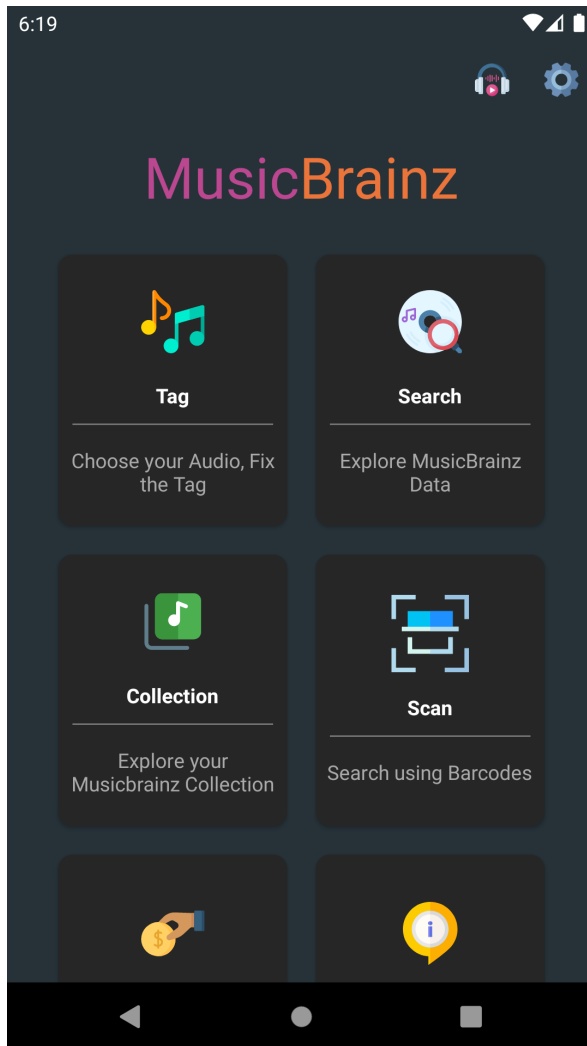 6:19
MusicBrainz
Tag
Choose your Audio, Fix
the Tag
Search
Explore MusicBrainz
Data
Collection
Explore your
Musicbrainz Collection
Scan
Search using Barcodes
$
i